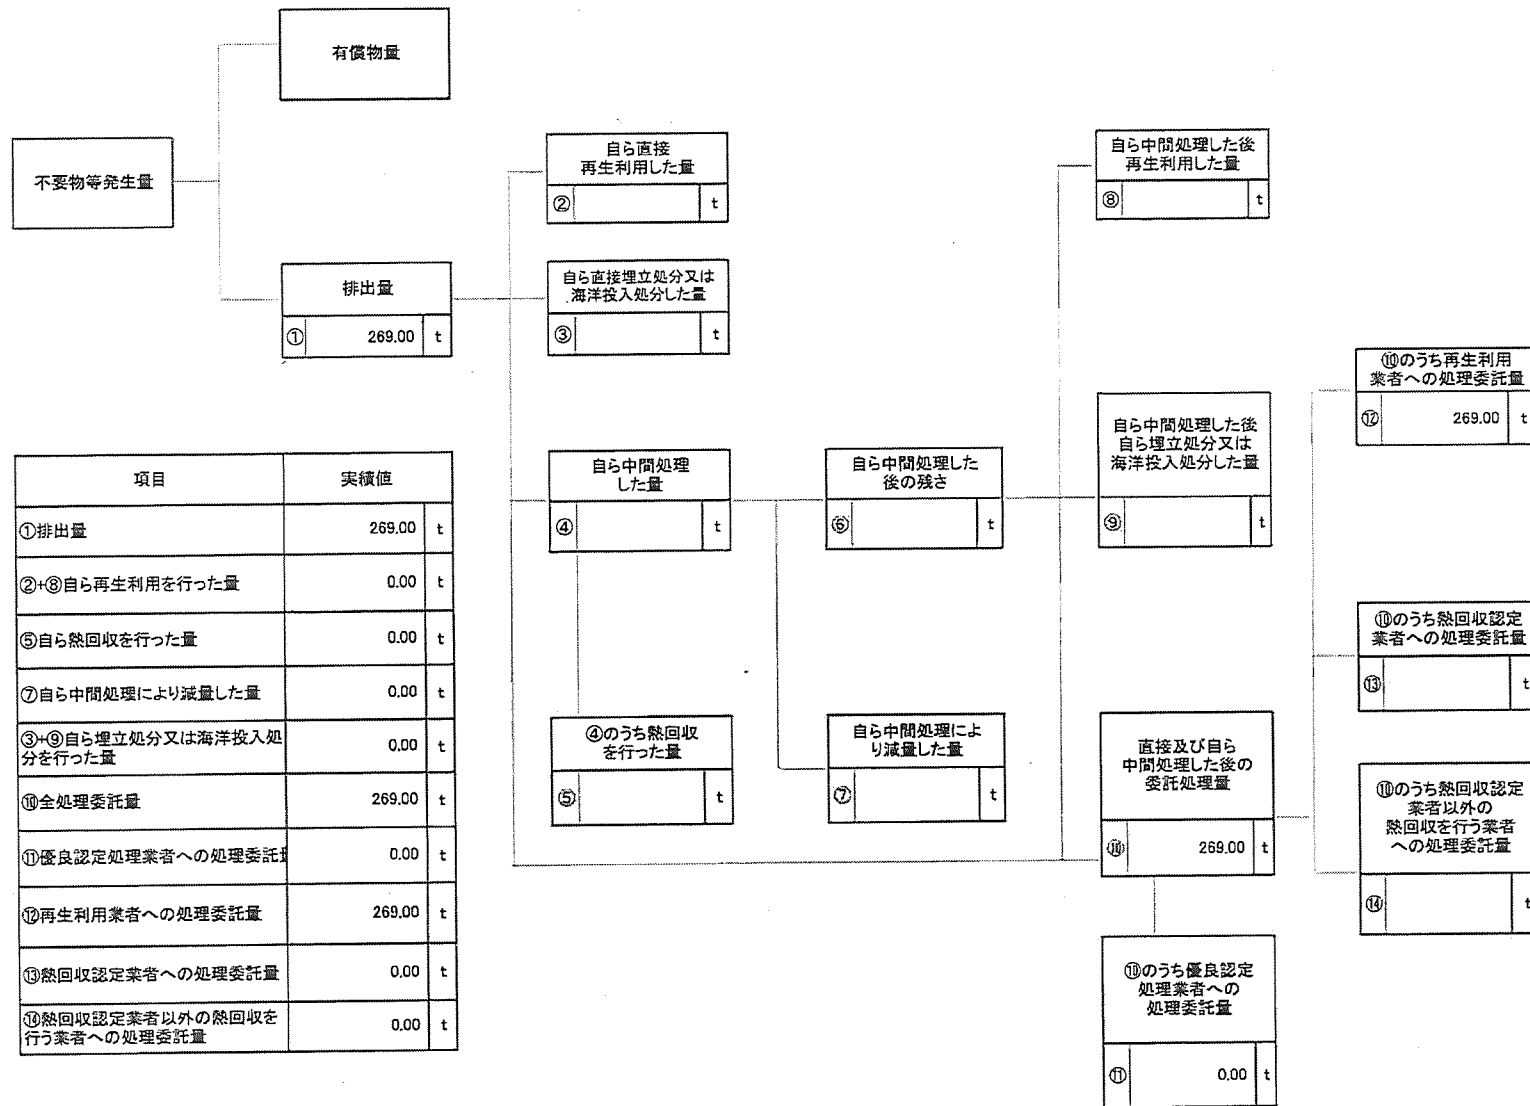 有償物量
不要物等発生量
排出量
① 269.00 t
自ら直接
再生利用した量
② t
自ら直接埋立処分又は
海洋投入処分した量
③ t
自ら中間処理
した量
④ t
④のうち熱回収
を行った量
⑤ t
自ら中間処理した
後の残さ
⑥ t
自ら中間処理によ
り減量した量
⑦ t
自ら中間処理した後
再生利用した量
⑧ t
自ら中間処理した後
自ら埋立処分又は
海洋投入処分した量
⑨ t
直接及び自ら
中間処理した後の
委託処理量
⑩ 269.00 t
⑩のうち優良認定
処理業者への
処理委託量
⑪ 0.00 t
⑩のうち再生利用
業者への処理委託量
⑫ 269.00 t
⑩のうち熱回収認定
業者への処理委託量
⑬ t
⑩のうち熱回収認定
業者以外の
熱回収を行う業者
への処理委託量
⑭ t
項目 実績値
①排出量 269.00 t
②+⑧自ら再生利用を行った量 0.00 t
⑤自ら熱回収を行った量 0.00 t
⑦自ら中間処理により減量した量 0.00 t
③+⑨自ら埋立処分又は海洋投入処
分を行った量 0.00 t
⑩全処理委託量 269.00 t
⑪優良認定処理業者への処理委託量 0.00 t
⑫再生利用業者への処理委託量 269.00 t
⑬熱回収認定業者への処理委託量 0.00 t
⑭熱回収認定業者以外の熱回収を
行う業者への処理委託量 0.00 t